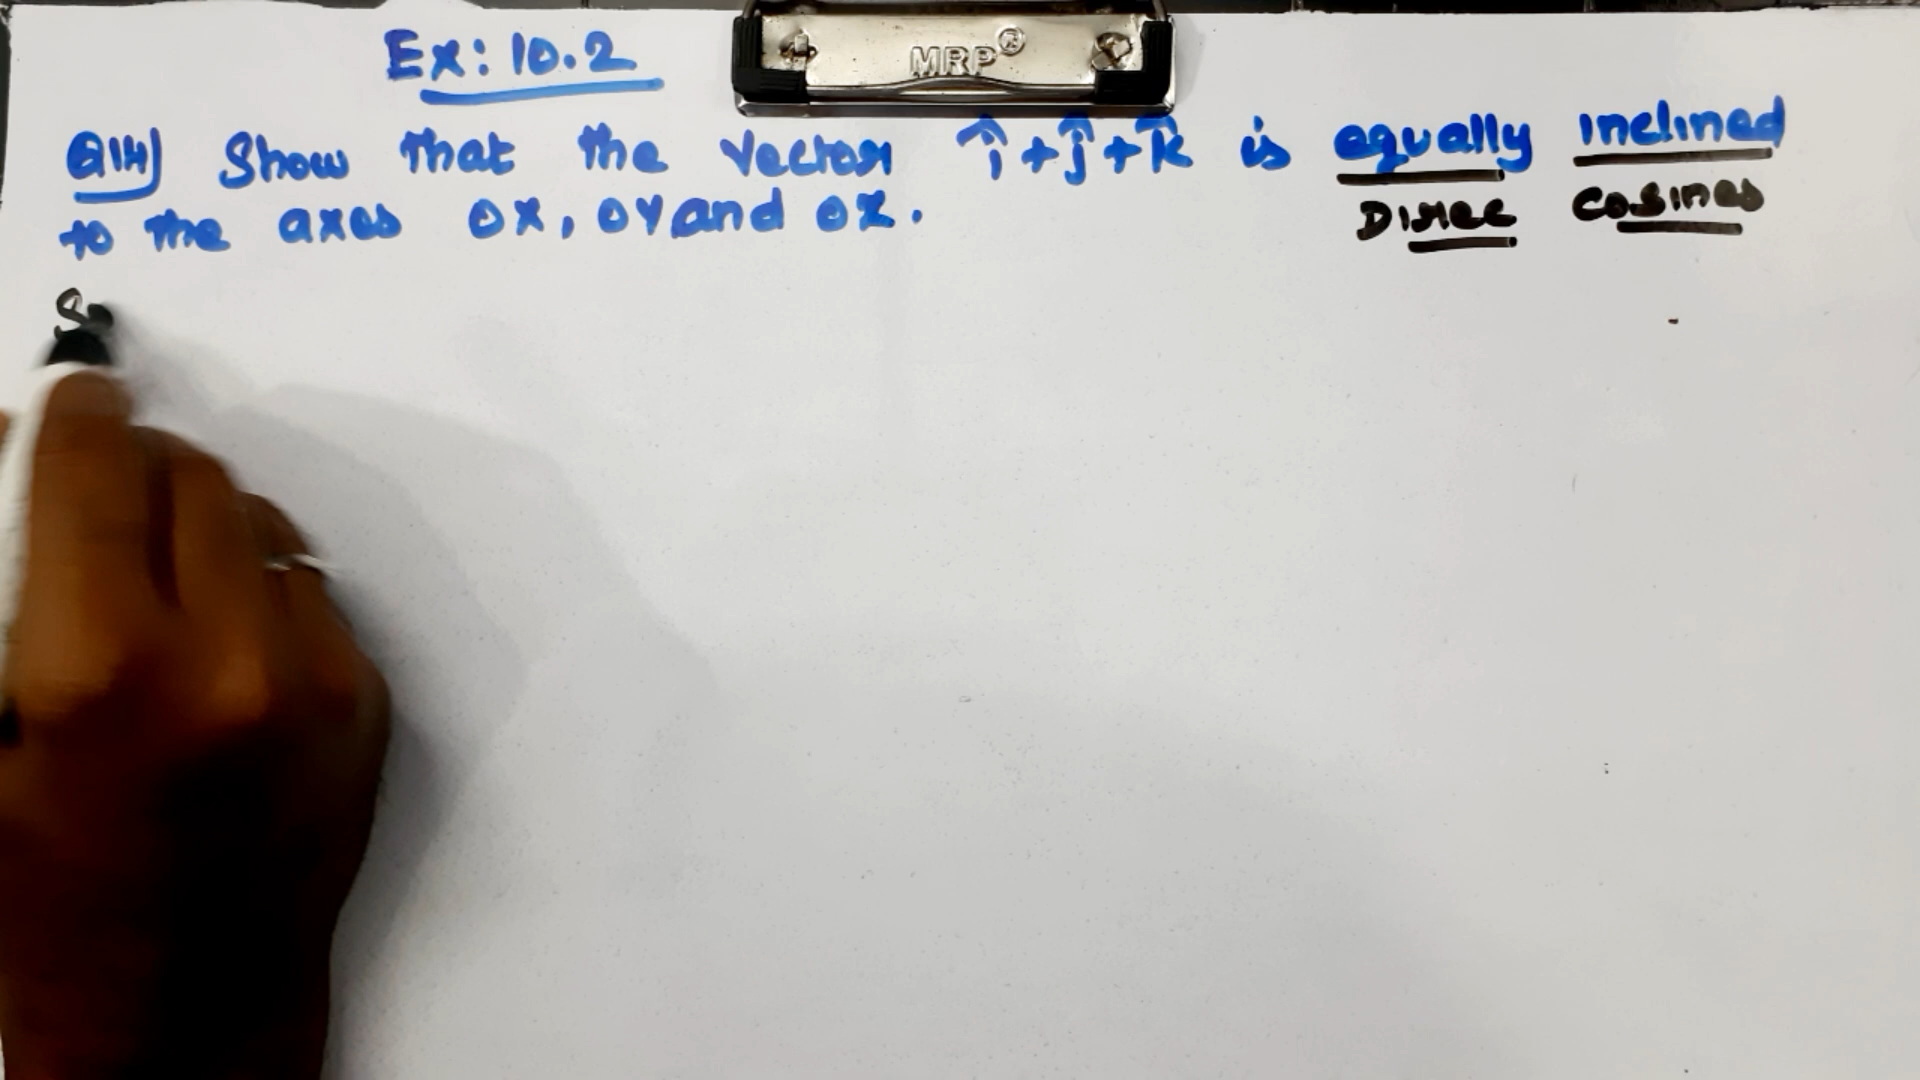 Ex: 10.2
MRP®
Q14) Show that the vector î+ĵ+k̂ is equally inclined
to the axes OX, OY and OZ.
Direc cosines
So